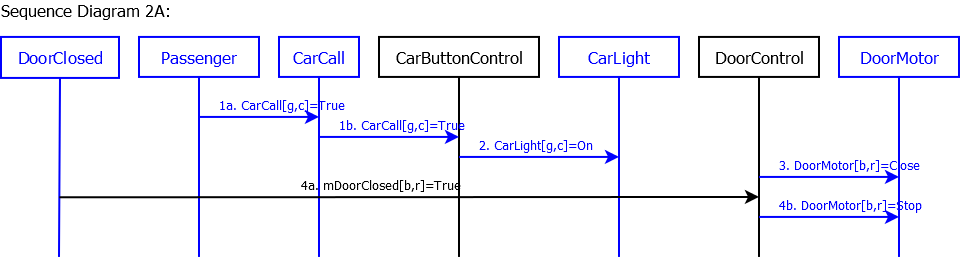 Sequence Diagram 2A:
DoorClosed
Passenger
CarCall
CarButtonControl
CarLight
DoorControl
DoorMotor
1a. CarCall[g,c]=True
1b. CarCall[g,c]=True
2. CarLight[g,c]=On
3. DoorMotor[b,r]=Close
4a. mDoorClosed[b,r]=True
4b. DoorMotor[b,r]=Stop